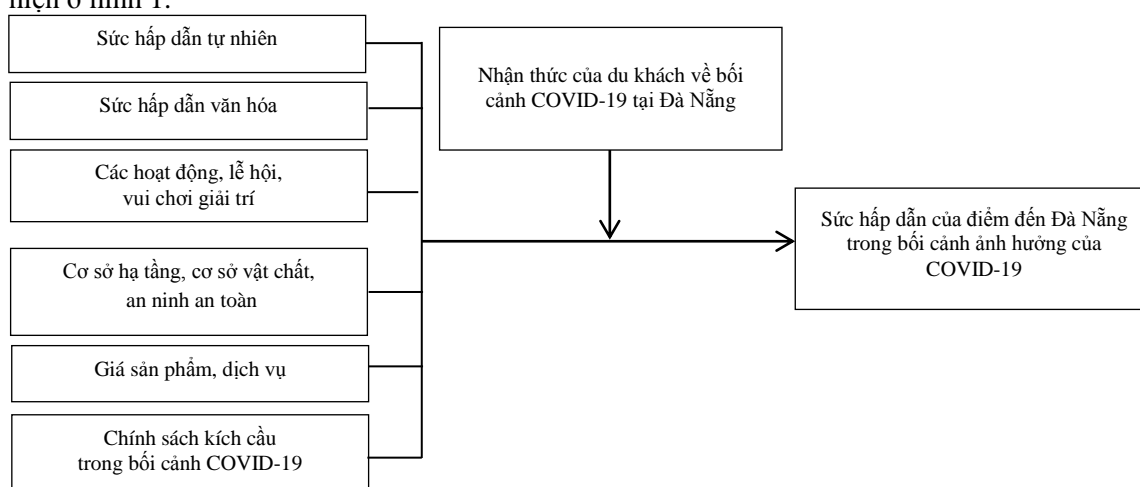 hiện ở hình 1.
Sức hấp dẫn tự nhiên
Sức hấp dẫn văn hóa
Các hoạt động, lễ hội,
vui chơi giải trí
Cơ sở hạ tầng, cơ sở vật chất,
an ninh an toàn
Giá sản phẩm, dịch vụ
Chính sách kích cầu
trong bối cảnh COVID-19
Nhận thức của du khách về bối
cảnh COVID-19 tại Đà Nẵng
Sức hấp dẫn của điểm đến Đà Nẵng
trong bối cảnh ảnh hưởng của
COVID-19